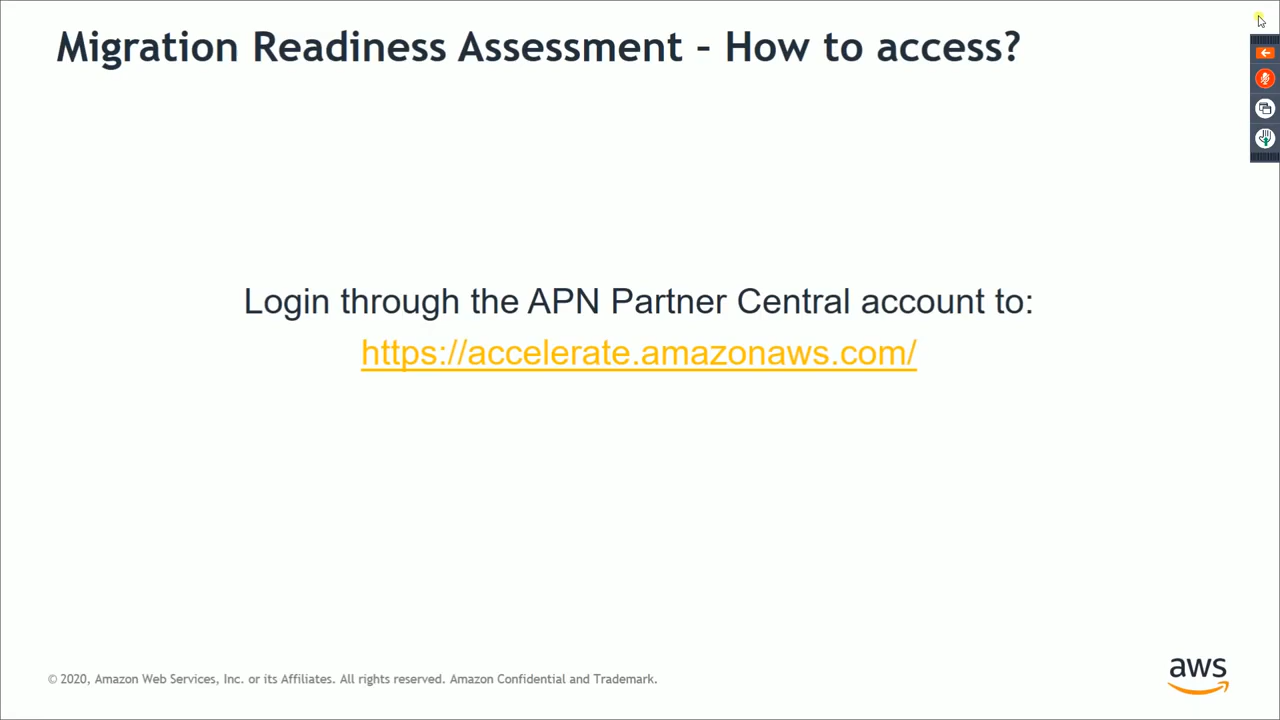 Migration Readiness Assessment – How to access?
Login through the APN Partner Central account to:
https://accelerate.amazonaws.com/
© 2020, Amazon Web Services, Inc. or its Affiliates. All rights reserved. Amazon Confidential and Trademark.
aws